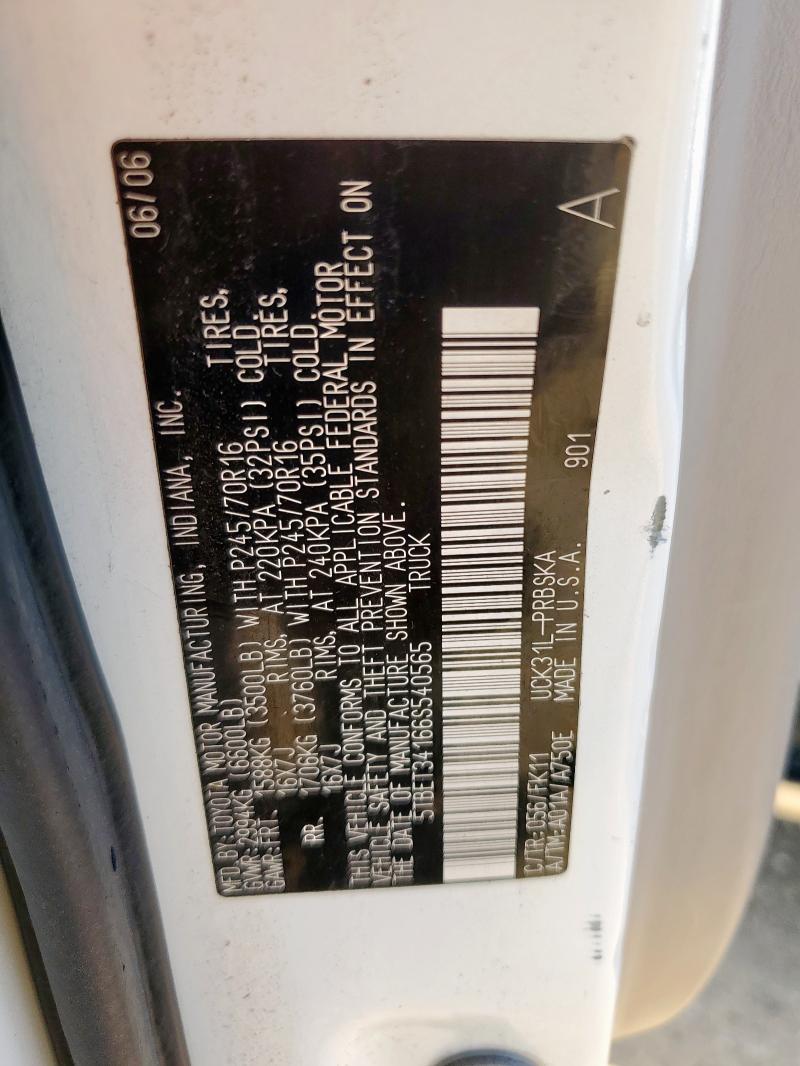 MFD. BY: TOYOTA MOTOR MANUFACTURING, INDIANA, INC. 06/06
GVWR: 2994KG (6600LB)
GAWR: FRT. 1588KG (3500LB) WITH P245/70R16 TIRES,
16X7J RIMS, AT 220KPA (32PSI) COLD
RR. 1706KG (3760LB) WITH P245/70R16 TIRES,
16X7J RIMS, AT 240KPA (35PSI) COLD
THIS VEHICLE CONFORMS TO ALL APPLICABLE FEDERAL MOTOR
VEHICLE SAFETY AND THEFT PREVENTION STANDARDS IN EFFECT ON
THE DATE OF MANUFACTURE SHOWN ABOVE.
5TBET34166S540565 TRUCK
C/TR: 056/FK11 UCK31L-PRBSKA
A/TM: A01A/A750E MADE IN U.S.A. 901 A